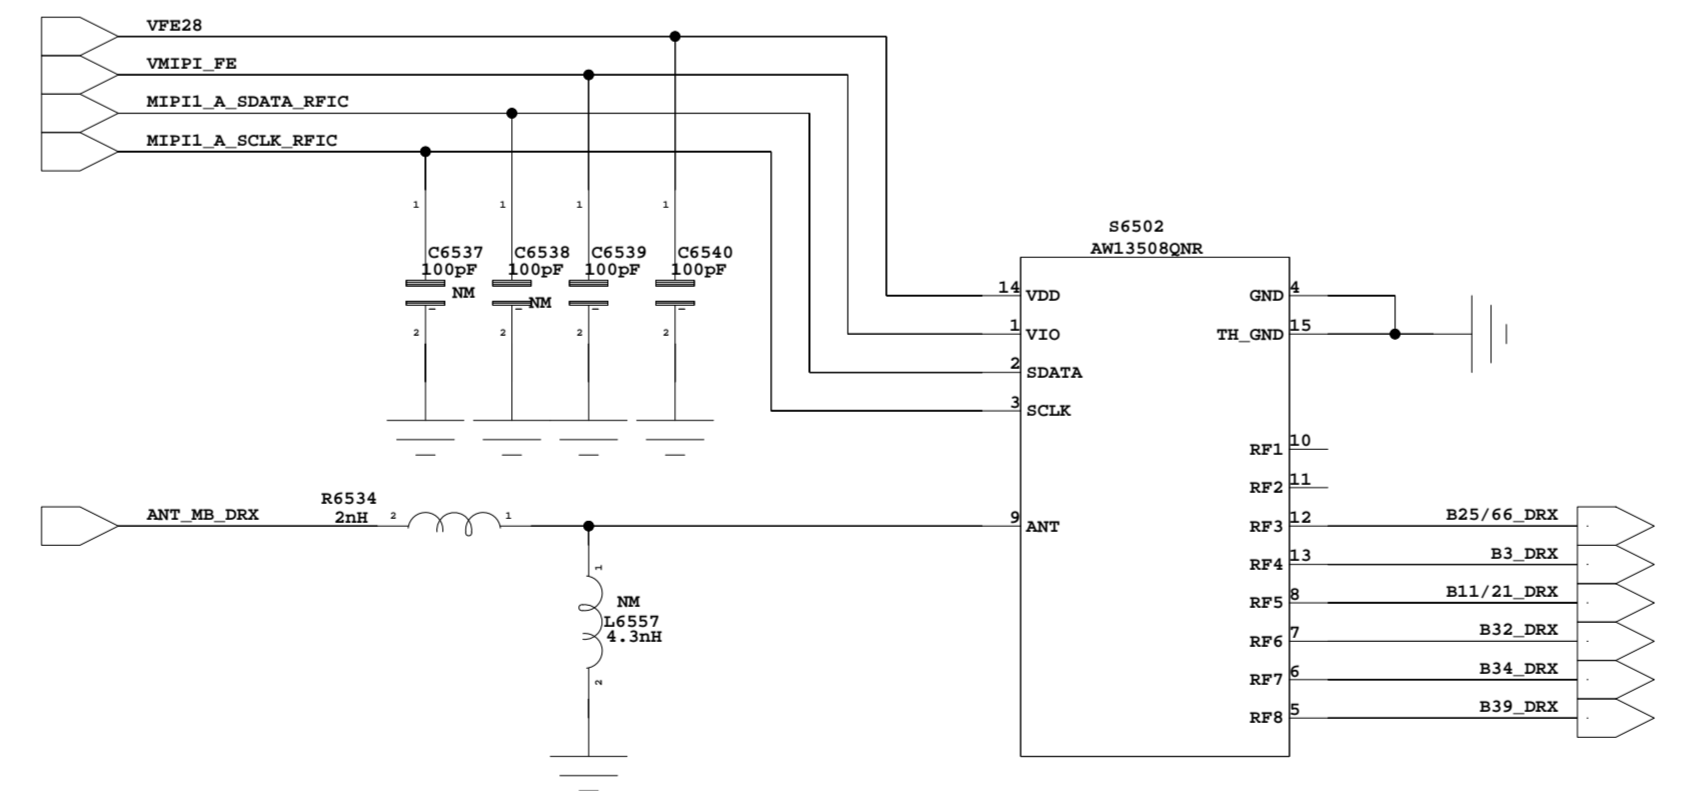 VFE28
VMIPI_FE
MIPI1_A_SDATA_RFIC
MIPI1_A_SCLK_RFIC
1 1 1 1
C6537 C6538 C6539 C6540
100pF 100pF 100pF 100pF
NM NM
2 2 2 2
S6502
AW13508QNR
14 VDD GND 4
1 VIO TH_GND 15
2 SDATA
3 SCLK
RF1 10
RF2 11
R6534
ANT_MB_DRX 2nH 2 1 9 ANT RF3 12 B25/66_DRX
RF4 13 B3_DRX
1
NM
L6557
4.3nH
2
RF5 8 B11/21_DRX
RF6 7 B32_DRX
RF7 6 B34_DRX
RF8 5 B39_DRX